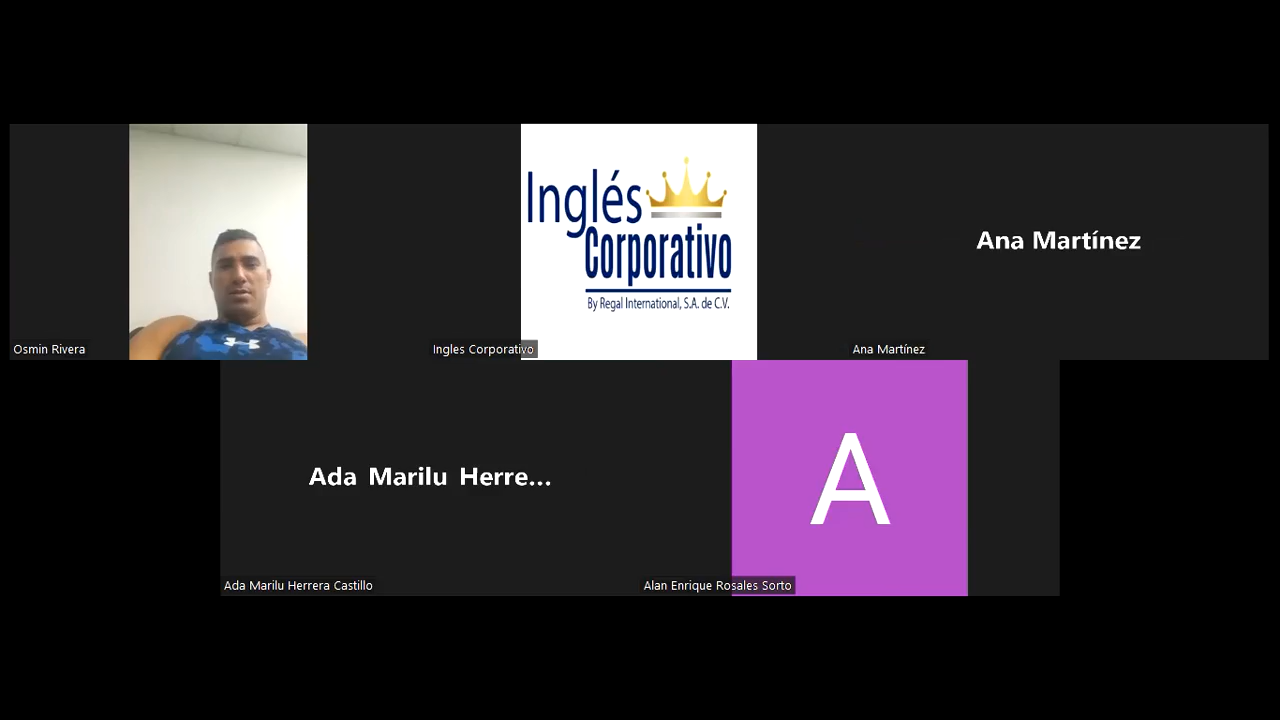 Inglés
Corporativo
By Regal International, S.A. de C.V.
Ana Martínez
Osmin Rivera
Ingles Corporativo
Ana Martínez
Ada Marilu Herre...
A
Ada Marilu Herrera Castillo
Alan Enrique Rosales Sorto